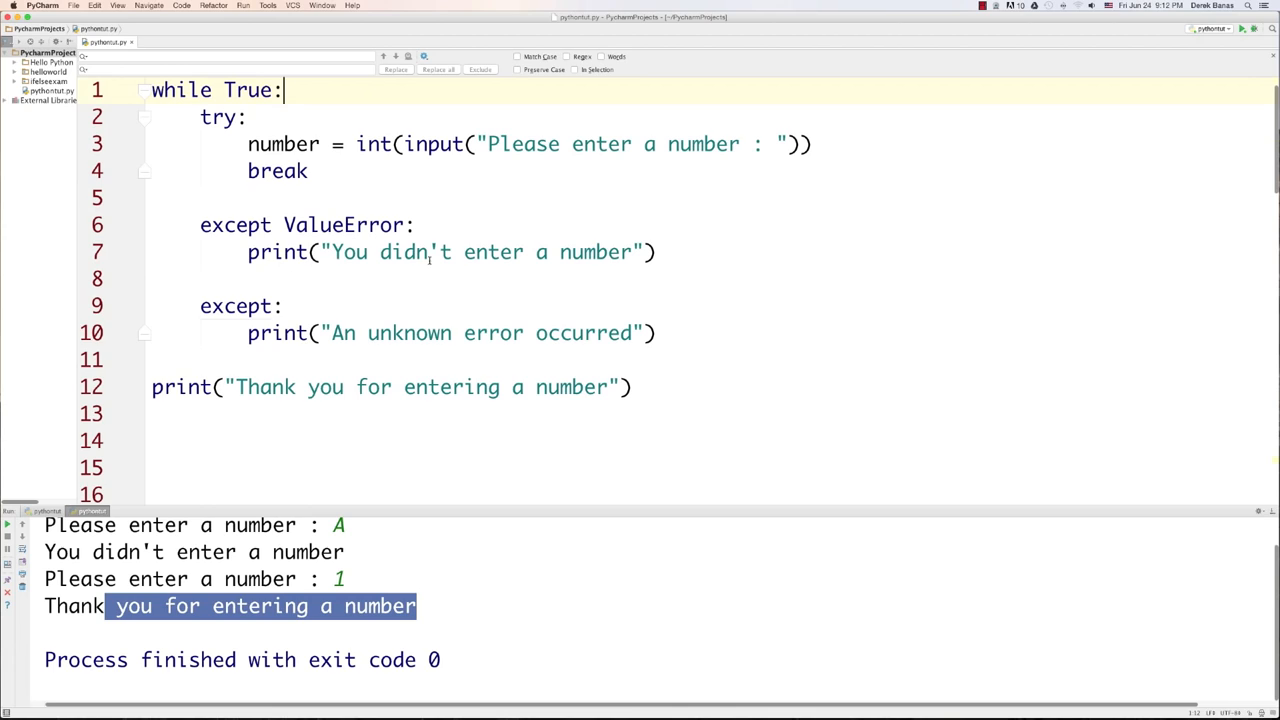 PyCharm File Edit View Navigate Code Refactor Run Tools VCS Window Help Fri Jun 24 9:12 PM Derek Banas
pythontut.py - PycharmProjects - [~/PycharmProjects]
PycharmProjects pythontut.py pythontut
pythontut.py
PycharmProject
Hello Python
helloworld
ifelseexam
pythontut.py
External Librarie
Match Case Regex Words
Replace Replace all Exclude Preserve Case In Selection
1 while True:
2 try:
3 number = int(input("Please enter a number : "))
4 break
5
6 except ValueError:
7 print("You didn't enter a number")
8
9 except:
10 print("An unknown error occurred")
11
12 print("Thank you for entering a number")
13
14
15
16
Run: pythontut pythontut
Please enter a number : A
You didn't enter a number
Please enter a number : 1
Thank you for entering a number
Process finished with exit code 0
1:12 LF≑ UTF-8≑